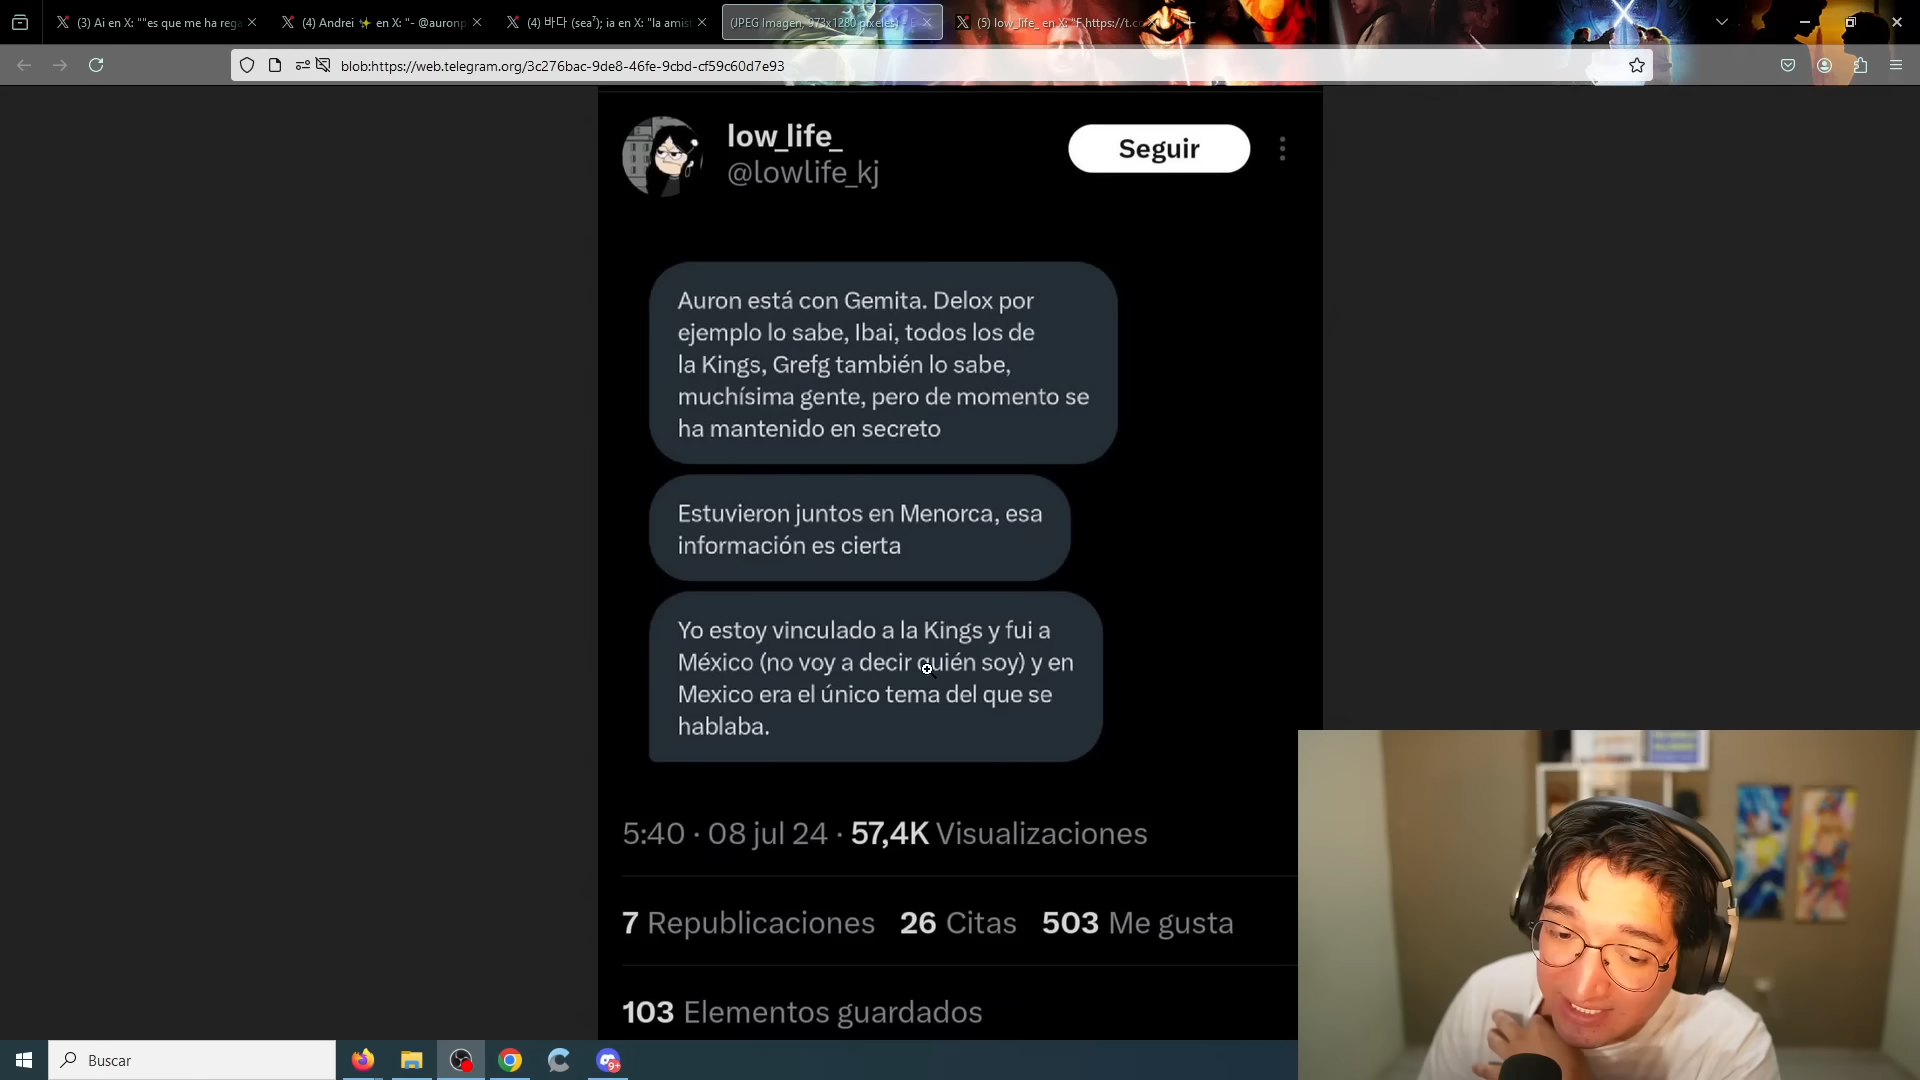 (3) Ai en X: ""es que me ha rega
(4) Andrei ✨ en X: "- @auronp
(4) 바다 (sea⁷); ia en X: "la amist
(JPEG Imagen, 973x1280 píxeles)
(5) low_life_ en X: "F https://t.co
blob:https://web.telegram.org/3c276bac-9de8-46fe-9cbd-cf59c60d7e93
low_life_
@lowlife_kj
Seguir
Auron está con Gemita. Delox por
ejemplo lo sabe, Ibai, todos los de
la Kings, Grefg también lo sabe,
muchísima gente, pero de momento se
ha mantenido en secreto
Estuvieron juntos en Menorca, esa
información es cierta
Yo estoy vinculado a la Kings y fui a
México (no voy a decir quién soy) y en
Mexico era el único tema del que se
hablaba.
5:40 · 08 jul 24 · 57,4K Visualizaciones
7 Republicaciones 26 Citas 503 Me gusta
103 Elementos guardados
Buscar
9+